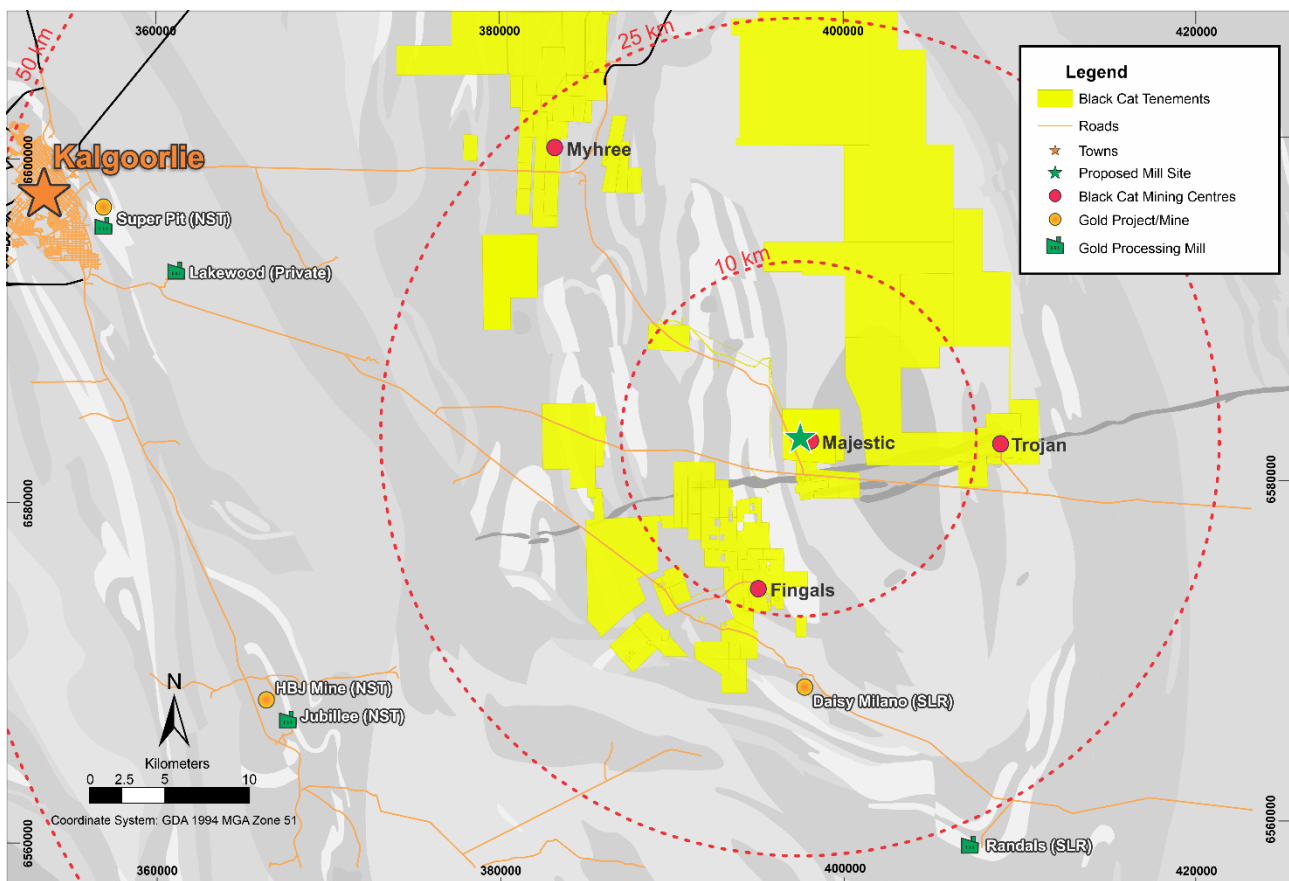 360000
380000
400000
420000
50 km
25 km
Legend
Black Cat Tenements
Roads
Towns
Proposed Mill Site
Black Cat Mining Centres
Gold Project/Mine
Gold Processing Mill
6600000
Kalgoorlie
Myhree
Super Pit (NST)
Lakewood (Private)
10 km
Majestic
Trojan
6580000
6580000
Fingals
HBJ Mine (NST)
Jubillee (NST)
Daisy Milano (SLR)
N
Kilometers
0 2.5 5 10
Coordinate System: GDA 1994 MGA Zone 51
6560000
6560000
Randals (SLR)
360000
380000
400000
420000